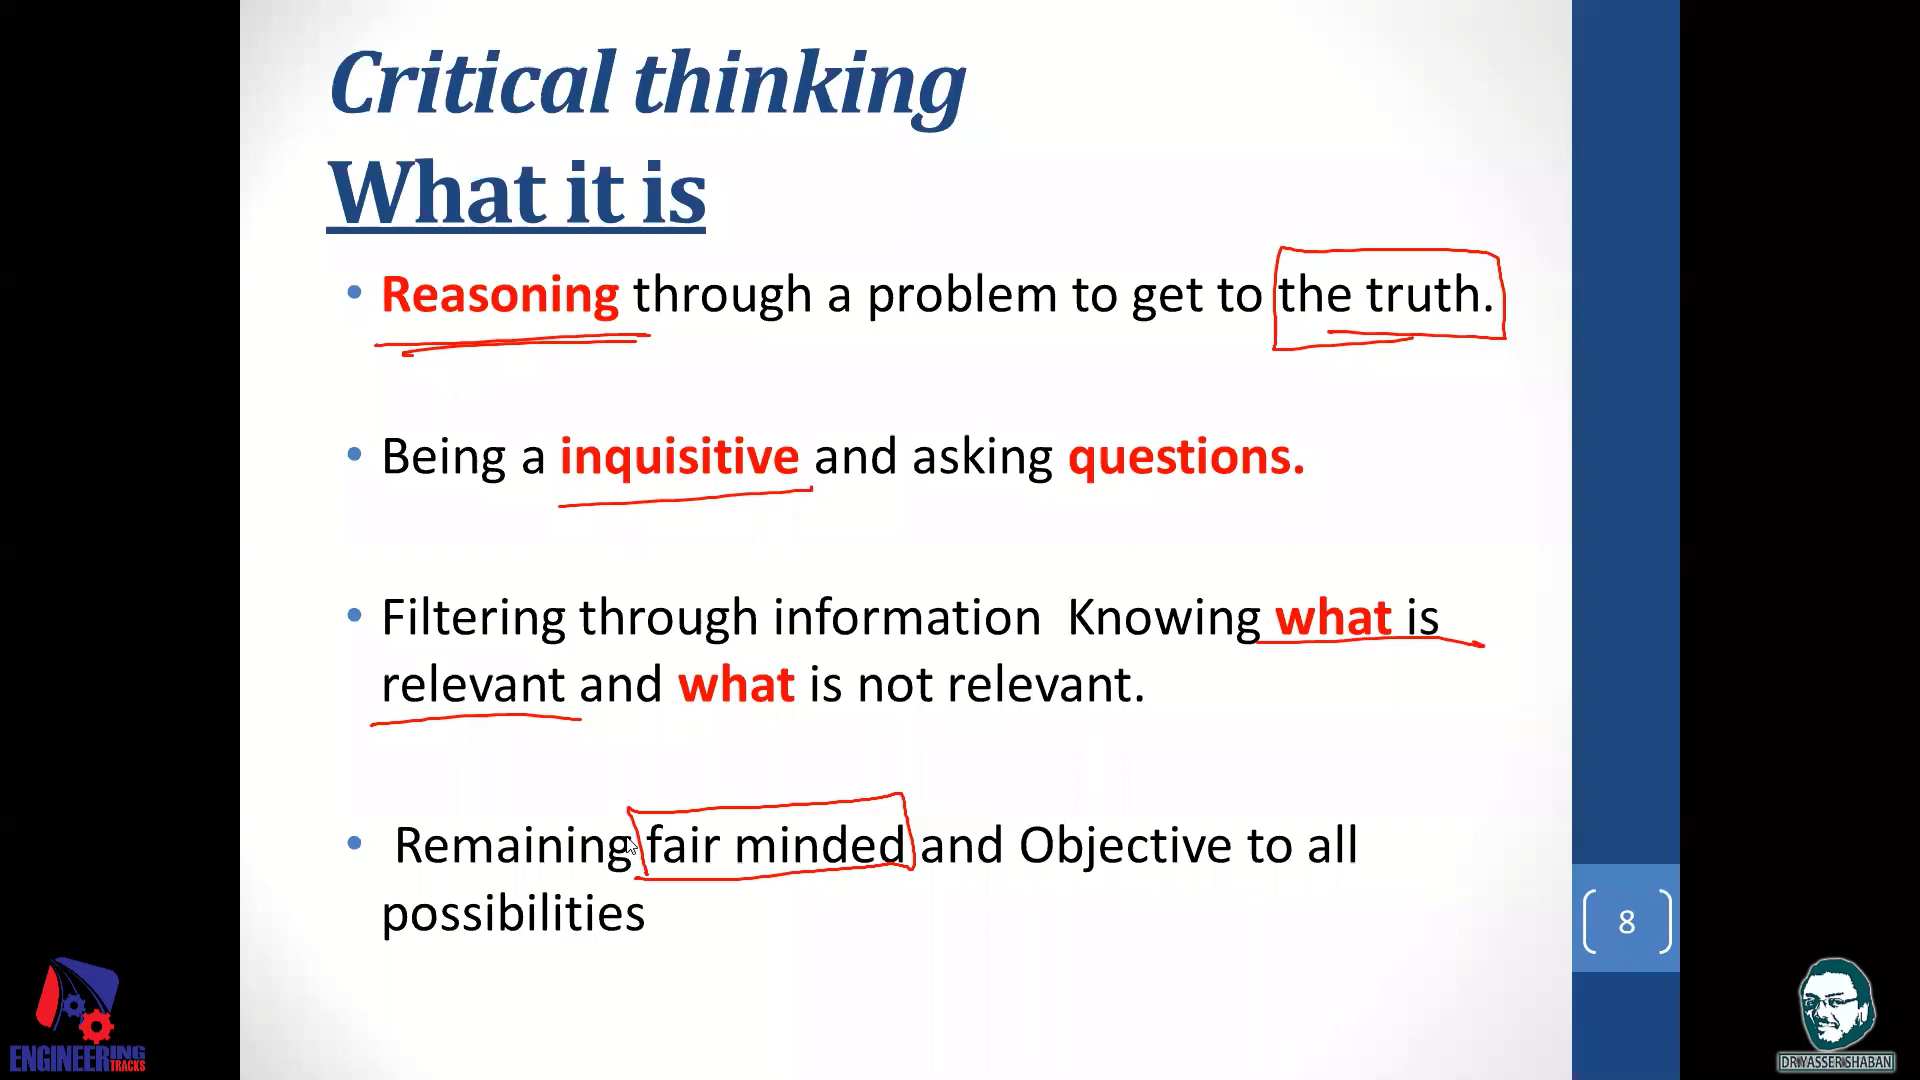 Critical thinking
What it is
• Reasoning through a problem to get to the truth.
• Being a inquisitive and asking questions.
• Filtering through information  Knowing what is
relevant and what is not relevant.
• Remaining fair minded and Objective to all
possibilities
8
ENGINEERING
TRACKS
DR.YASSER SHABAN